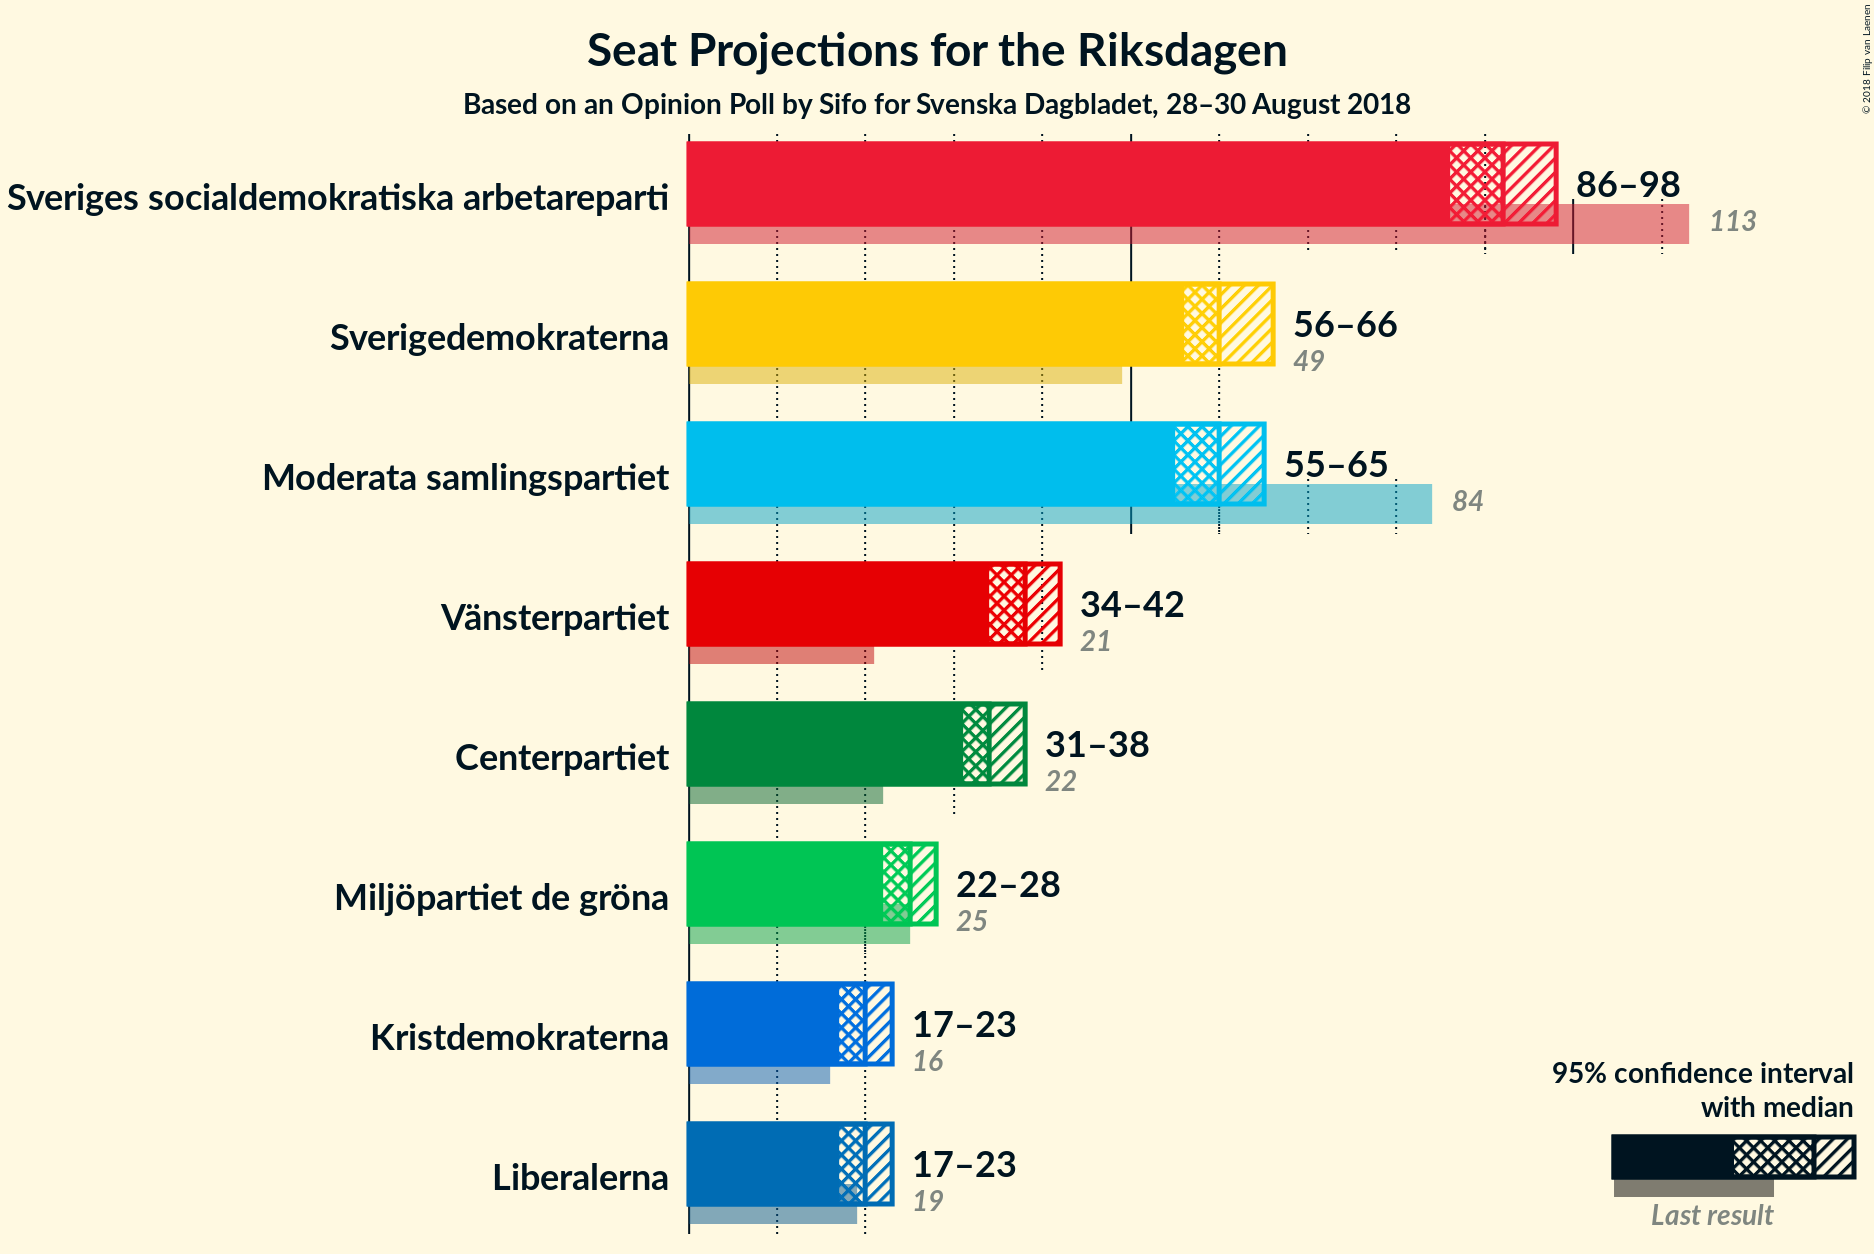 Seat Projections for the Riksdagen
Based on an Opinion Poll by Sifo for Svenska Dagbladet, 28–30 August 2018
© 2018 Filip van Laenen
Sveriges socialdemokratiska arbetareparti
86–98
113
Sverigedemokraterna
56–66
49
Moderata samlingspartiet
55–65
84
Vänsterpartiet
34–42
21
Centerpartiet
31–38
22
Miljöpartiet de gröna
22–28
25
Kristdemokraterna
17–23
16
Liberalerna
17–23
19
95% confidence interval
with median
Last result